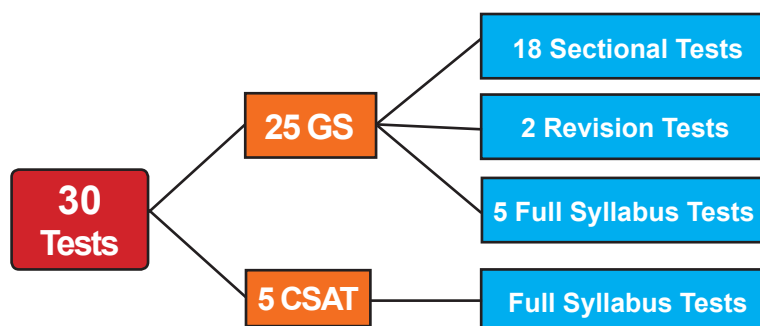 30
Tests
25 GS
18 Sectional Tests
2 Revision Tests
5 Full Syllabus Tests
5 CSAT
Full Syllabus Tests